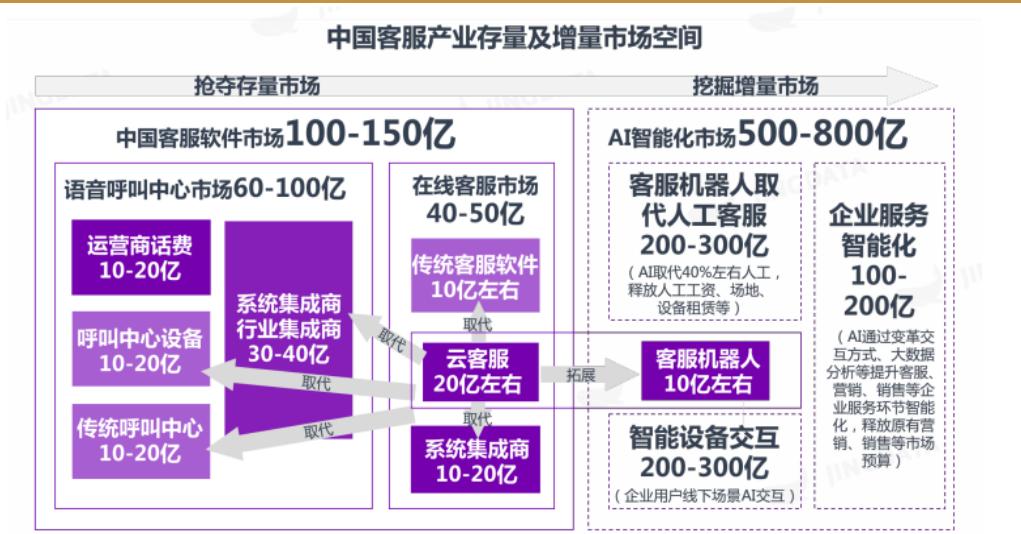 中国客服产业存量及增量市场空间
抢夺存量市场
挖掘增量市场
中国客服软件市场100-150亿
语音呼叫中心市场60-100亿
运营商话费
10-20亿
呼叫中心设备
10-20亿
传统呼叫中心
10-20亿
系统集成商
行业集成商
30-40亿
在线客服市场
40-50亿
传统客服软件
10亿左右
取代
取代
取代
取代
取代
云客服
20亿左右
系统集成商
10-20亿
拓展
AI智能化市场500-800亿
客服机器人取
代人工客服
200-300亿
（AI取代40%左右人工，
释放人工工资、场地、
设备租赁等）
客服机器人
10亿左右
智能设备交互
200-300亿
（企业用户线下场景AI交互）
企业服务
智能化
100-
200亿
（AI通过变革交
互方式、大数据
分析等提升客服、
营销、销售等企
业服务环节智能
化，释放原有营
销、销售等市场
预算）
JINGDATA